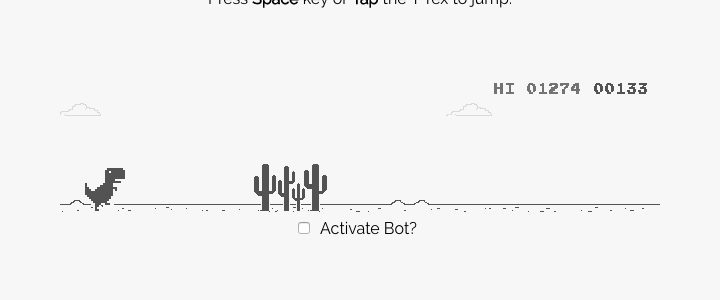 Press Space key or Tap the T-rex to jump.
HI 01274 00133
Activate Bot?